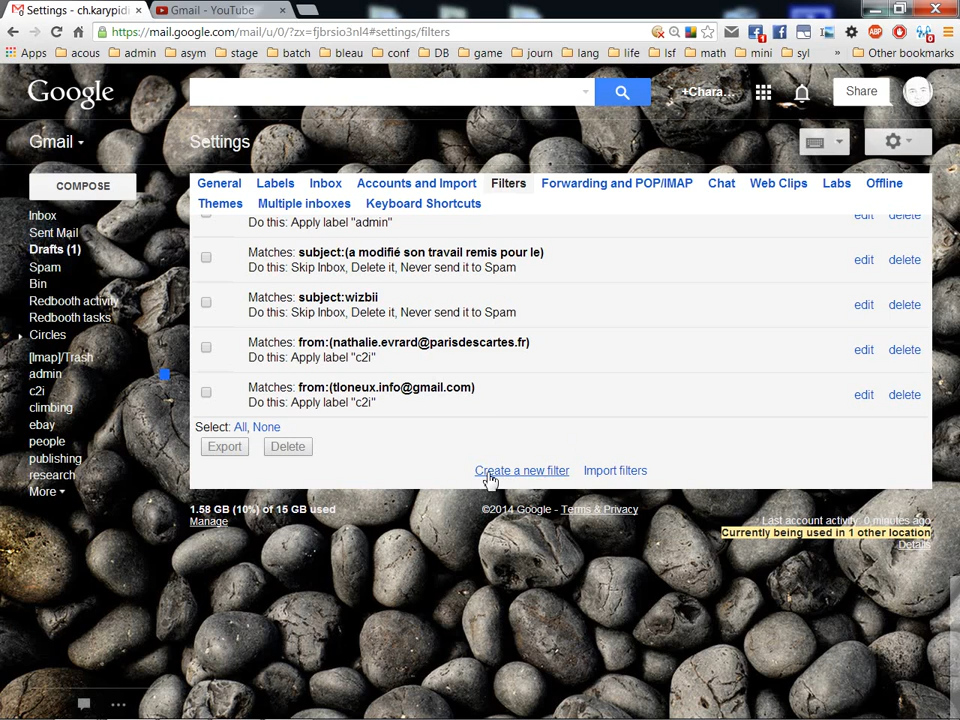 Settings - ch.karypidi
Gmail - YouTube
https://mail.google.com/mail/u/0/?zx=fjbrsio3nl4#settings/filters
Apps acous admin asym stage batch bleau conf DB game journ lang life lsf math mini syl » Other bookmarks
Google
+Chara...
Share
Gmail
Settings
COMPOSE
General Labels Inbox Accounts and Import Filters Forwarding and POP/IMAP Chat Web Clips Labs Offline
Themes Multiple inboxes Keyboard Shortcuts
Inbox
Sent Mail
Drafts (1)
Spam
Bin
Redbooth activity
Redbooth tasks
Circles
[Imap]/Trash
admin
c2i
climbing
ebay
people
publishing
research
More
Do this: Apply label "admin"
edit delete
Matches: subject:(a modifié son travail remis pour le)
Do this: Skip Inbox, Delete it, Never send it to Spam
edit delete
Matches: subject:wizbii
Do this: Skip Inbox, Delete it, Never send it to Spam
edit delete
Matches: from:(nathalie.evrard@parisdescartes.fr)
Do this: Apply label "c2i"
edit delete
Matches: from:(tloneux.info@gmail.com)
Do this: Apply label "c2i"
edit delete
Select: All, None
Export Delete
Create a new filter Import filters
1.58 GB (10%) of 15 GB used
Manage
©2014 Google - Terms & Privacy
Last account activity: 0 minutes ago
Currently being used in 1 other location
Details